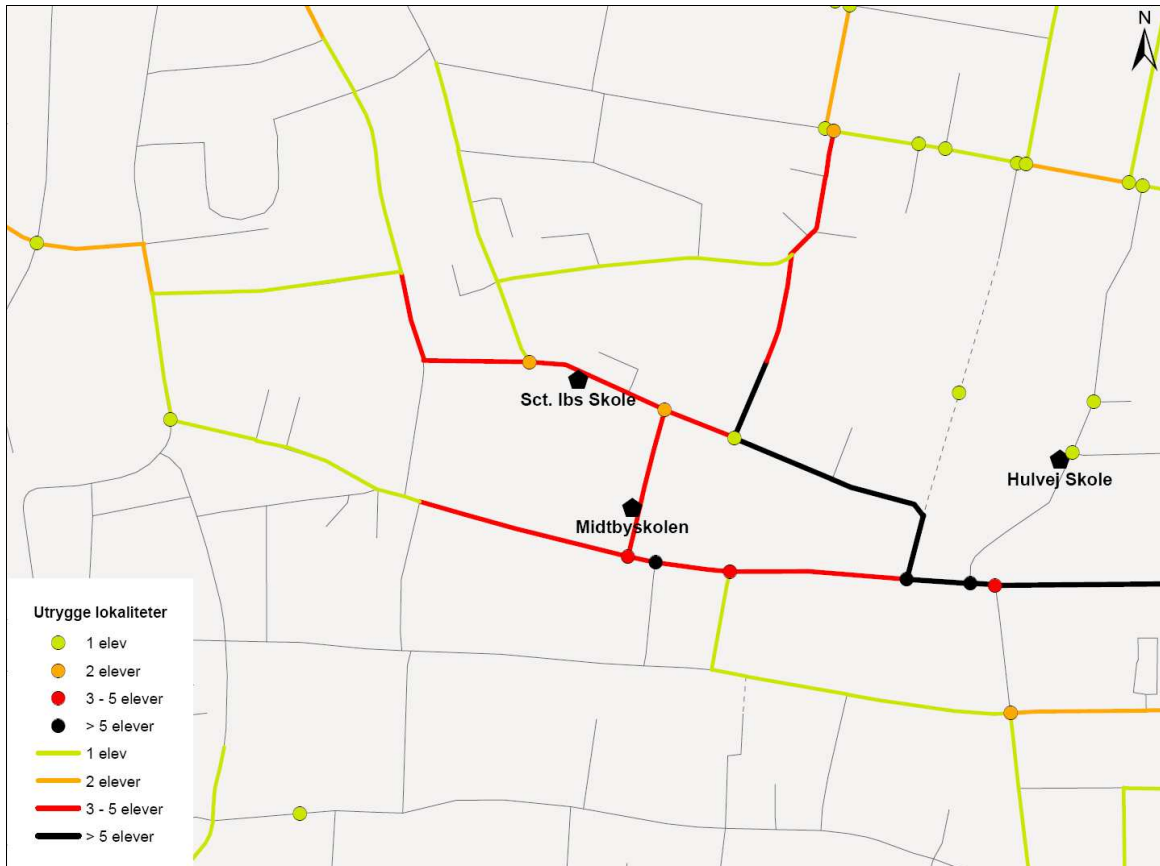 N
Sct. Ibs Skole
Hulvej Skole
Midtbyskolen
Utrygge lokaliteter
1 elev
2 elever
3 - 5 elever
> 5 elever
1 elev
2 elever
3 - 5 elever
> 5 elever